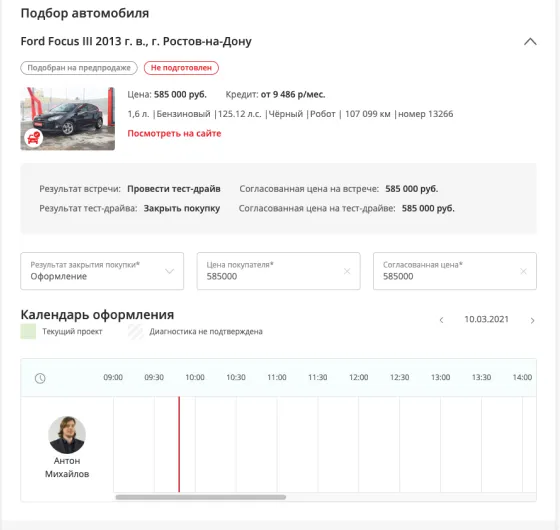 Подбор автомобиля
Ford Focus III 2013 г. в., г. Ростов-на-Дону
Подобран на предпродаже Не подготовлен
Цена: 585 000 руб. Кредит: от 9 486 р/мес.
1,6 л. |Бензиновый |125.12 л.с. |Чёрный |Робот | 107 099 км |номер 13266
Посмотреть на сайте
Результат встречи: Провести тест-драйв Согласованная цена на встрече: 585 000 руб.
Результат тест-драйва: Закрыть покупку Согласованная цена на тест-драйве: 585 000 руб.
Результат закрытия покупки* Цена покупателя* Согласованная цена*
Оформление 585000 585000
Календарь оформления
10.03.2021
Текущий проект Диагностика не подтверждена
09:00 09:30 10:00 10:30 11:00 11:30 12:00 12:30 13:00 13:30 14:00
Антон
Михайлов